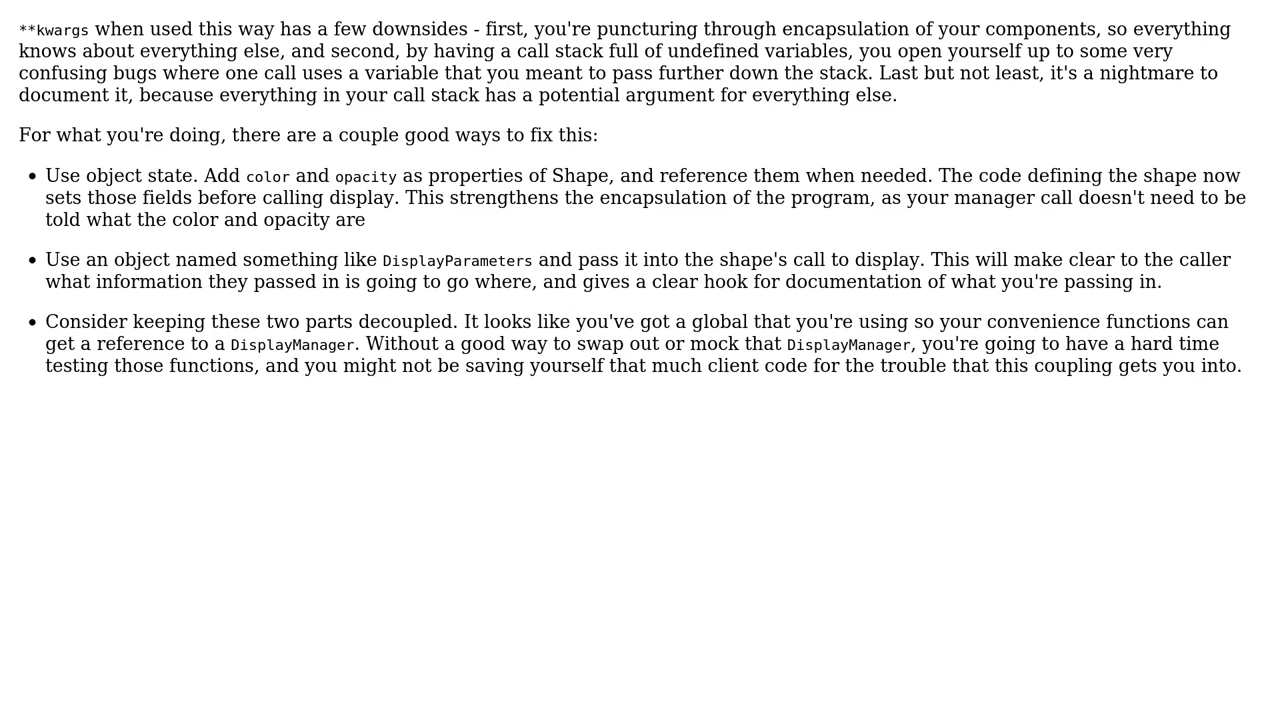 **kwargs when used this way has a few downsides - first, you're puncturing through encapsulation of your components, so everything
knows about everything else, and second, by having a call stack full of undefined variables, you open yourself up to some very
confusing bugs where one call uses a variable that you meant to pass further down the stack. Last but not least, it's a nightmare to
document it, because everything in your call stack has a potential argument for everything else.
For what you're doing, there are a couple good ways to fix this:
• Use object state. Add color and opacity as properties of Shape, and reference them when needed. The code defining the shape now
sets those fields before calling display. This strengthens the encapsulation of the program, as your manager call doesn't need to be
told what the color and opacity are
• Use an object named something like DisplayParameters and pass it into the shape's call to display. This will make clear to the caller
what information they passed in is going to go where, and gives a clear hook for documentation of what you're passing in.
• Consider keeping these two parts decoupled. It looks like you've got a global that you're using so your convenience functions can
get a reference to a DisplayManager. Without a good way to swap out or mock that DisplayManager, you're going to have a hard time
testing those functions, and you might not be saving yourself that much client code for the trouble that this coupling gets you into.